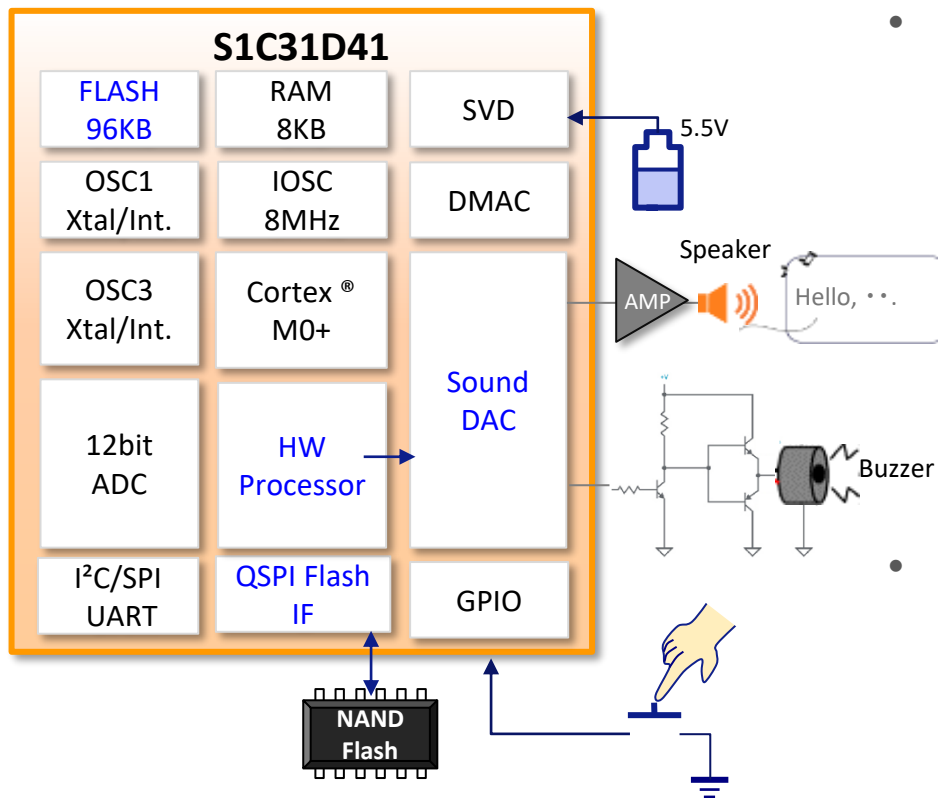 S1C31D41
FLASH
96KB
RAM
8KB
SVD
5.5V
OSC1
Xtal/Int.
IOSC
8MHz
DMAC
Speaker
OSC3
Xtal/Int.
Cortex ®
M0+
Sound
DAC
AMP
Hello, ・・.
+V
12bit
ADC
HW
Processor
Buzzer
I²C/SPI
UART
QSPI Flash
IF
GPIO
NAND
Flash